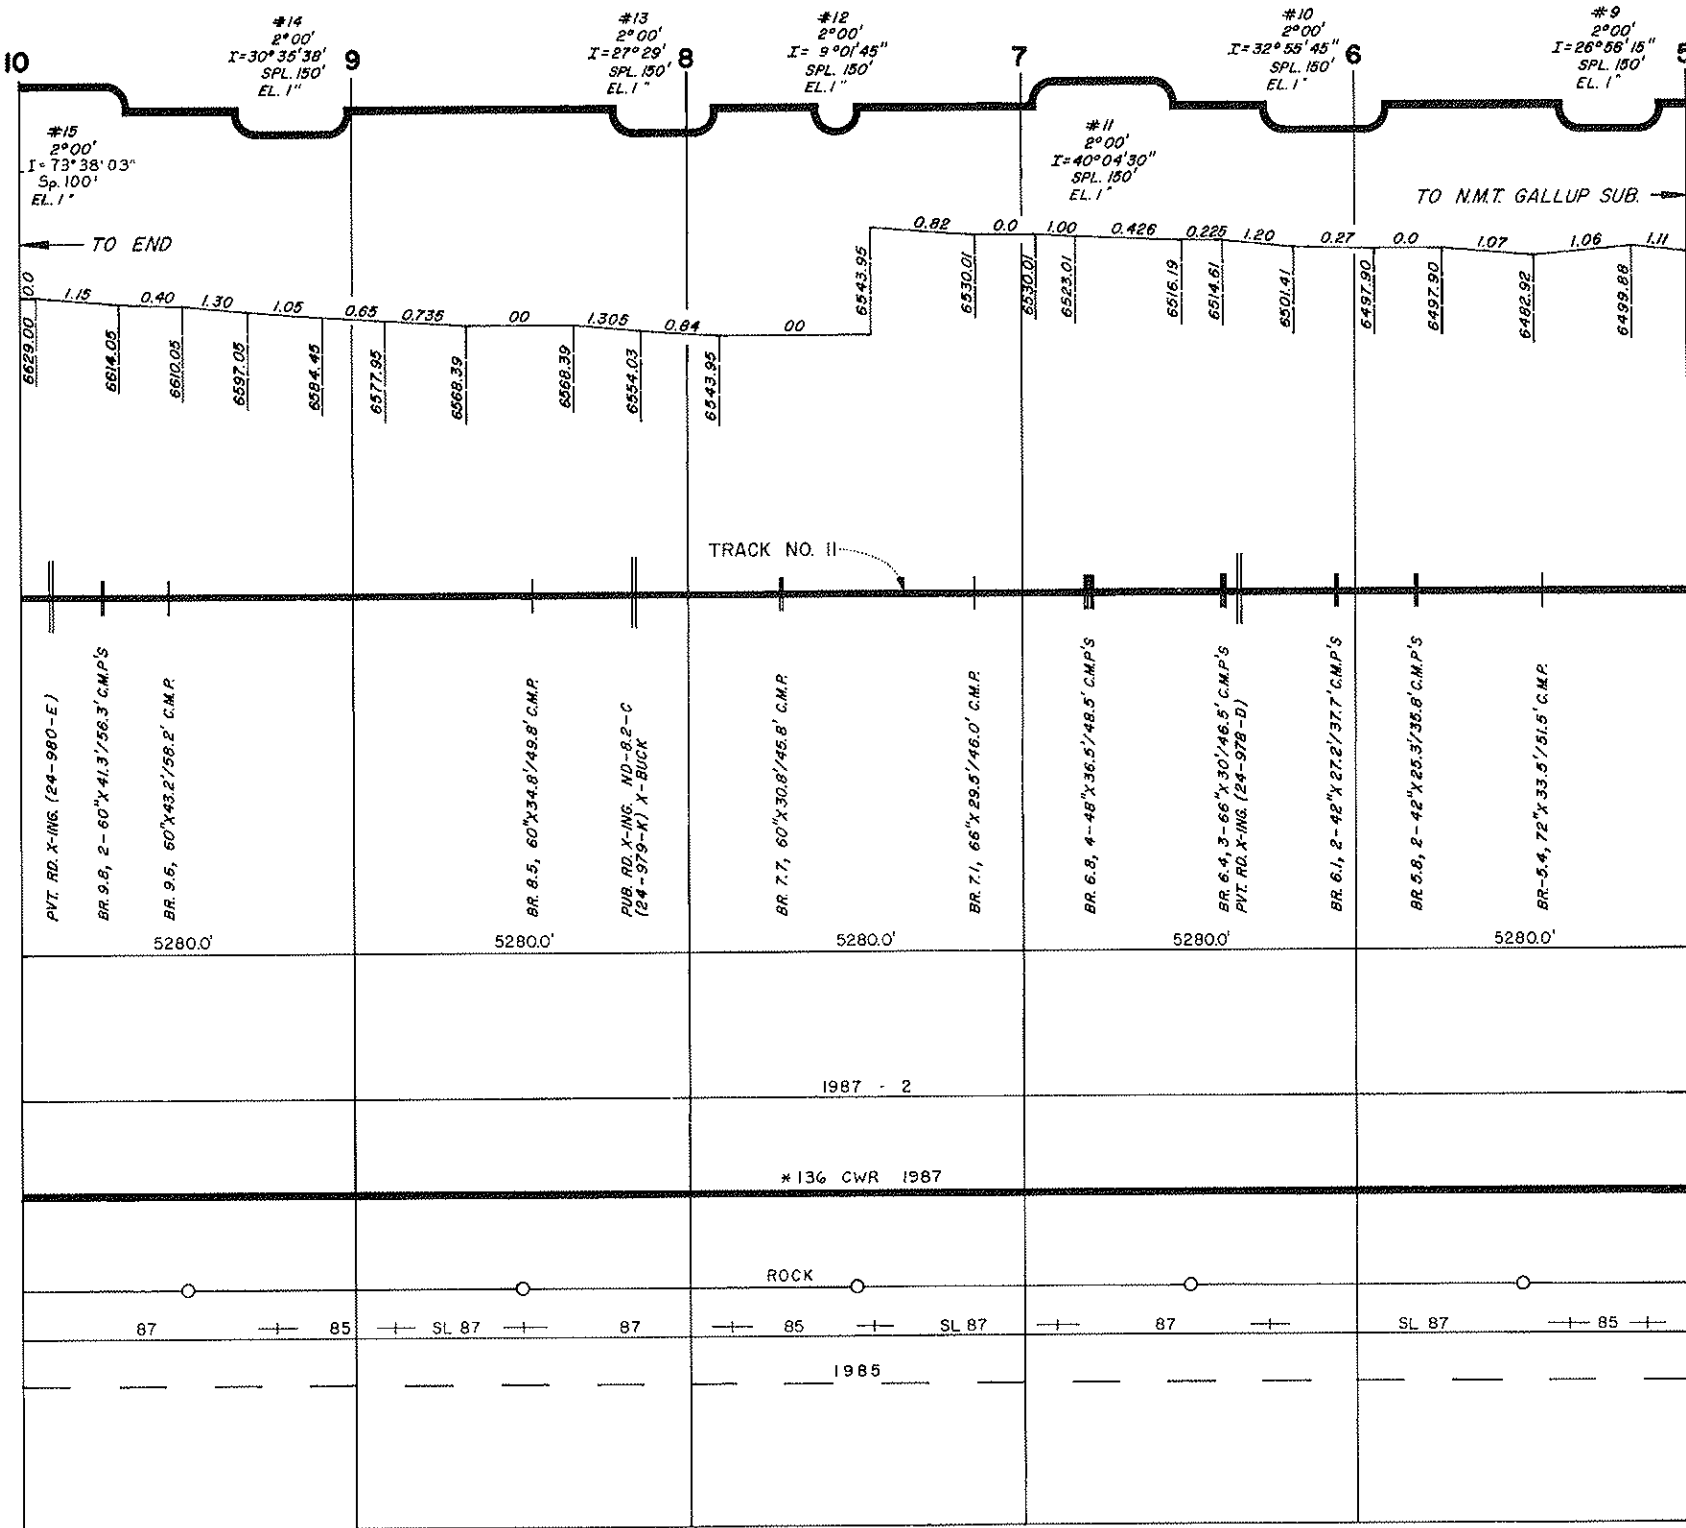 #14
2°00'
I=30°35'38'
SPL. 150'
EL. 1"
#13
2°00'
I=27°29'
SPL. 150'
EL. 1"
#12
2°00'
I= 9°01'45"
SPL. 150'
EL. 1"
#10
2°00'
I=32°55'45"
SPL. 150'
EL. 1"
#9
2°00'
I=26°56'15"
SPL. 150'
EL. 1"
10
9
8
7
6
5
#15
2°00'
I=73°38'03"
Sp. 100'
EL. 1"
#11
2°00'
I=40°04'30"
SPL. 150'
EL. 1"
TO N.M.T. GALLUP SUB.
TO END
0.0
1.15
0.40
1.30
1.05
0.65
0.735
00
1.305
0.84
00
0.82
0.0
1.00
0.426
0.225
1.20
0.27
0.0
1.07
1.06
1.11
6629.00
6614.05
6610.05
6597.05
6584.45
6577.95
6568.39
6568.39
6554.03
6543.95
6543.95
6530.01
6530.01
6523.01
6516.19
6514.61
6501.41
6497.90
6497.90
6482.92
6499.88
TRACK NO. 11
PVT. RD. X-ING. (24-980-E)
BR. 9.8, 2-60"X41.3'/56.3' C.M.P.'S
BR. 9.6, 60"X43.2'/58.2' C.M.P.
BR. 8.5, 60"X34.8'/49.8' C.M.P.
PUB. RD. X-ING. ND-8.2-C
(24-979-K) X-BUCK
BR. 7.7, 60"X30.8'/45.8' C.M.P.
BR. 7.1, 66"X29.5'/46.0' C.M.P.
BR. 6.8, 4-48"X36.5'/48.5' C.M.P.'S
BR. 6.4, 3-66"X30'/46.5' C.M.P.'S
PVT. RD. X-ING. (24-978-D)
BR. 6.1, 2-42"X27.2'/37.7' C.M.P.'S
BR. 5.8, 2-42"X25.3'/35.8' C.M.P.'S
BR.-5.4, 72"X33.5'/51.5' C.M.P.
5280.0'
5280.0'
5280.0'
5280.0'
5280.0'
1987 - 2
*136 CWR 1987
ROCK
87
85
SL 87
87
85
SL 87
87
SL 87
85
1985